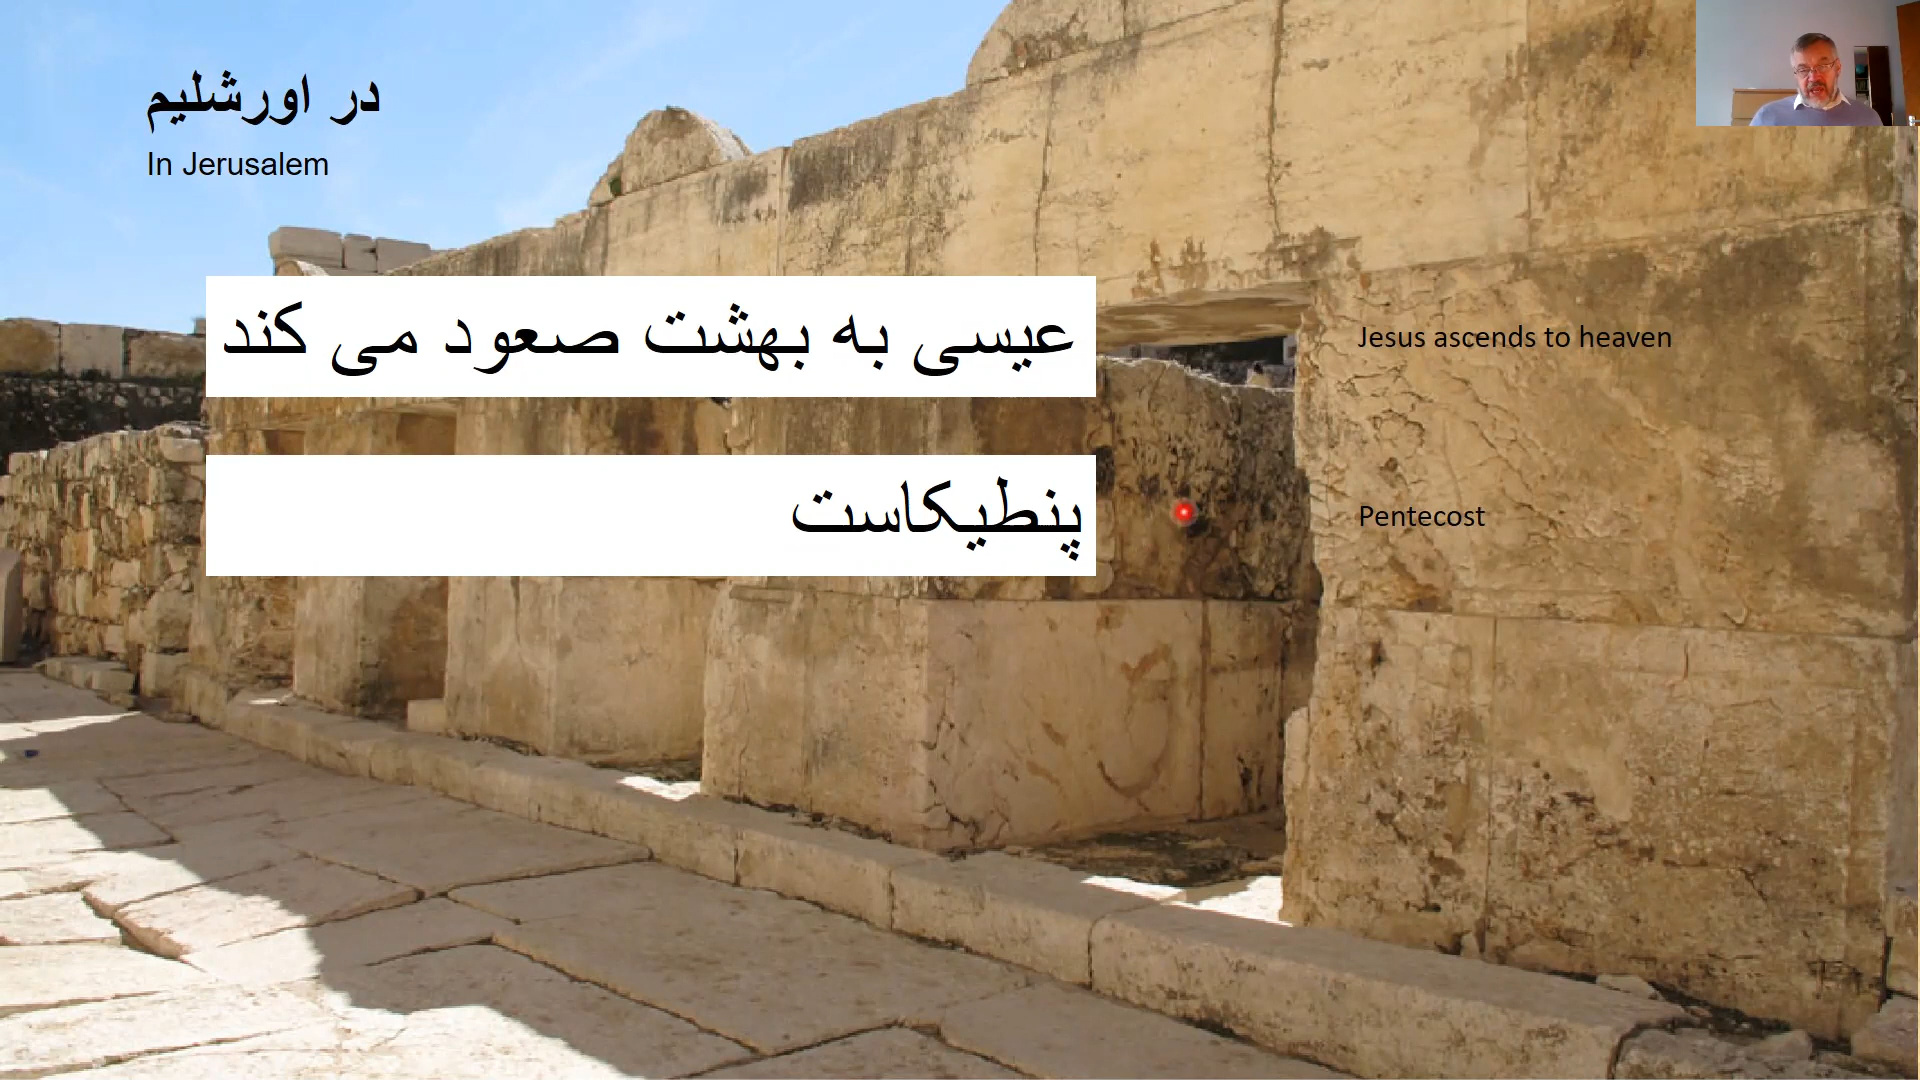 در اورشلیم
In Jerusalem
عیسی به بهشت صعود می کند
Jesus ascends to heaven
پنطیکاست
Pentecost